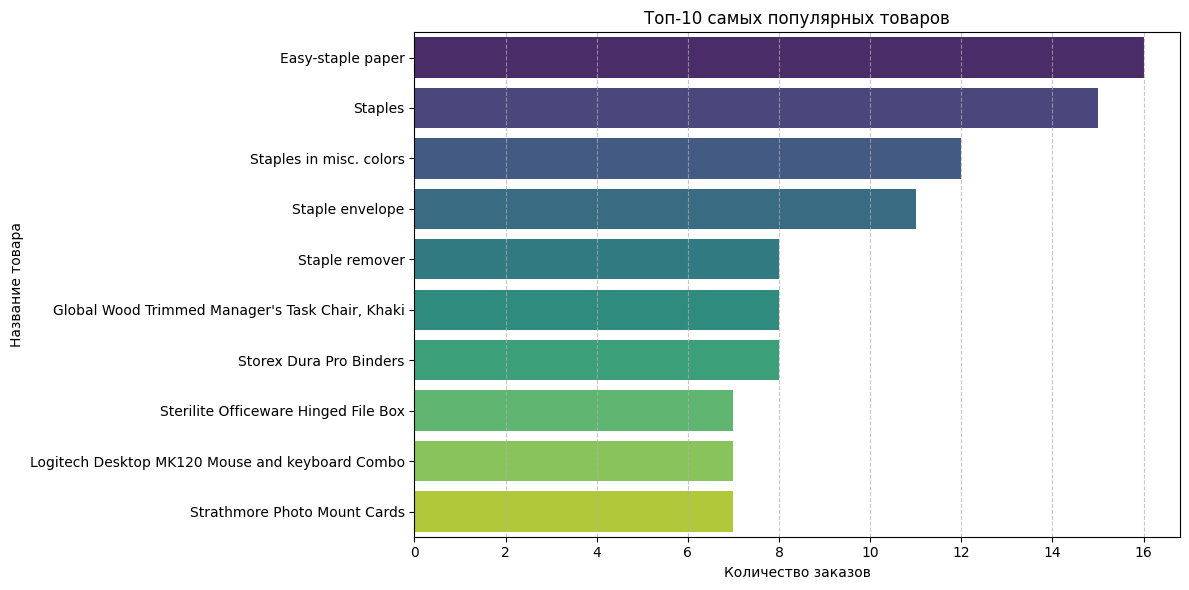 Топ-10 самых популярных товаров
Название товара
Easy-staple paper
Staples
Staples in misc. colors
Staple envelope
Staple remover
Global Wood Trimmed Manager's Task Chair, Khaki
Storex Dura Pro Binders
Sterilite Officeware Hinged File Box
Logitech Desktop MK120 Mouse and keyboard Combo
Strathmore Photo Mount Cards
0 2 4 6 8 10 12 14 16
Количество заказов